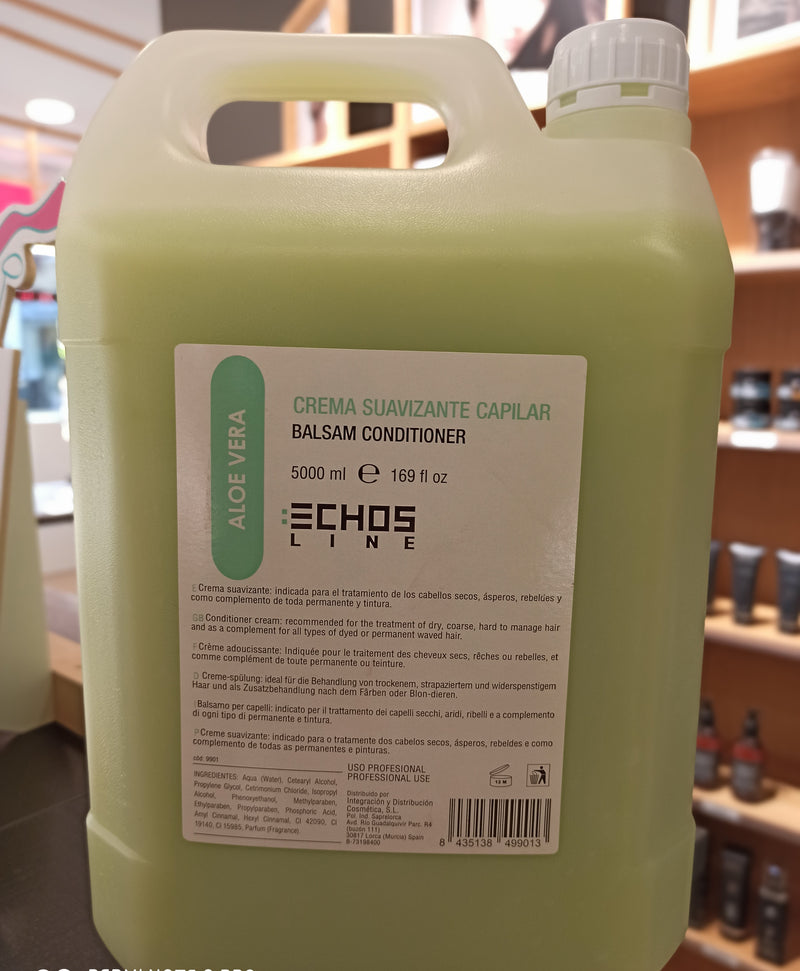 ALOE VERA
CREMA SUAVIZANTE CAPILAR
BALSAM CONDITIONER
5000 ml e 169 fl oz
ECHOS
LINE
E Crema suavizante: indicada para el tratamiento de los cabellos secos, ásperos, rebeldes y
como complemento de toda permanente y tintura.
GB Conditioner cream: recommended for the treatment of dry, coarse, hard to manage hair
and as a complement for all types of dyed or permanent waved hair.
F Crème adoucissante: Indiquée pour le traitement des cheveux secs, rêches ou rebelles, et
comme complément de toute permanente ou teinture.
D Creme-spülung: ideal für die Behandlung von trockenem, strapaziertem und widerspenstigem
Haar und als Zusatzbehandlung nach dem Färben oder Blon-dieren.
I Balsamo per capelli: indicato per il trattamento dei capelli secchi, aridi, ribelli e a complemento
di ogni tipo di permanente e tintura.
P Creme suavizante: indicado para o tratamento dos cabelos secos, ásperos, rebeldes e como
complemento de todas as permanentes e pinturas.
cód: 9901
INGREDIENTES: Aqua (Water), Cetearyl Alcohol,
Propylene Glycol, Cetrimonium Chloride, Isopropyl
Alcohol, Phenoxyethanol, Methylparaben,
Ethylparaben, Propylparaben, Phosphoric Acid,
Amyl Cinnamal, Hexyl Cinnamal, CI 42090, CI
19140, CI 15985, Parfum (Fragrance).
USO PROFESIONAL
PROFESSIONAL USE
Distribuido por
Integración y Distribución
Cosmética, S.L.
Pol. Ind. Saprelorca
Avd. Río Guadalquivir Parc. R4
(buzón 111)
30817 Lorca (Murcia) Spain
B-73198400
12 M
8 435138 499013